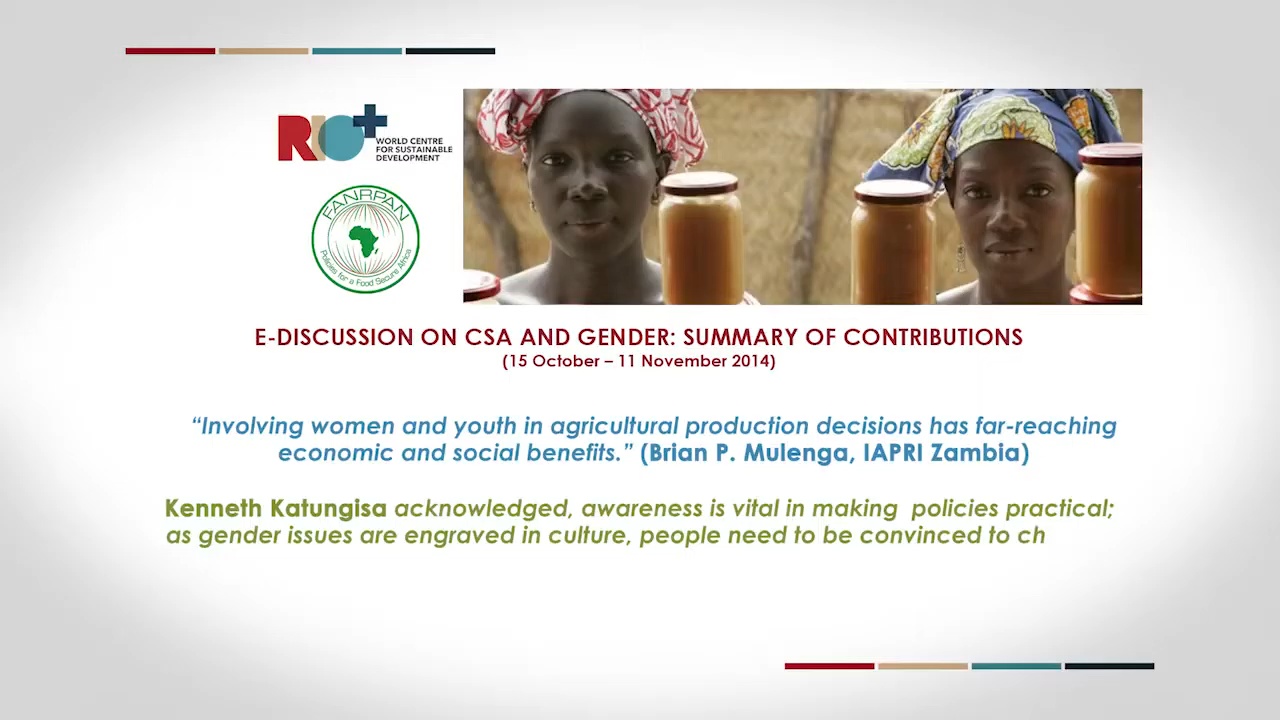 RIO+
WORLD CENTRE
FOR SUSTAINABLE
DEVELOPMENT
FANRPAN
Policies for a Food Secure Africa
E-DISCUSSION ON CSA AND GENDER: SUMMARY OF CONTRIBUTIONS
(15 October – 11 November 2014)
“Involving women and youth in agricultural production decisions has far-reaching
economic and social benefits.” (Brian P. Mulenga, IAPRI Zambia)
Kenneth Katungisa acknowledged, awareness is vital in making policies practical;
as gender issues are engraved in culture, people need to be convinced to ch